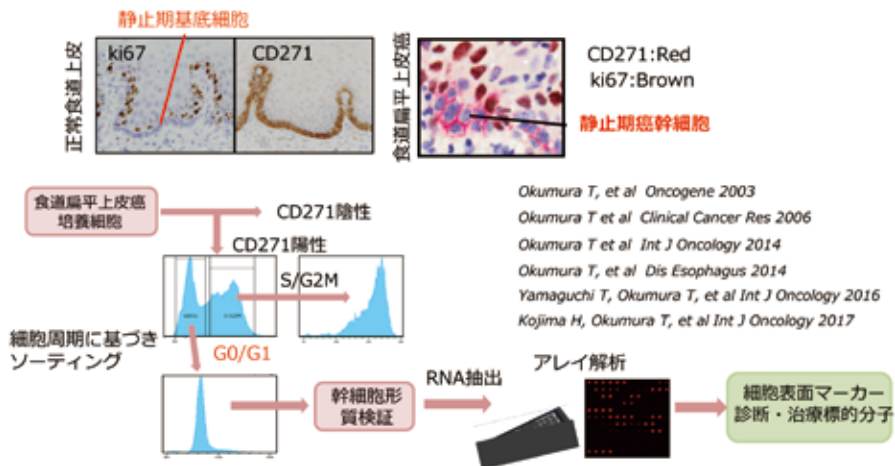 静止期基底細胞
ki67
CD271
正常食道上皮
食道扁平上皮癌
CD271:Red
ki67:Brown
静止期癌幹細胞
食道扁平上皮癌
培養細胞
CD271陰性
CD271陽性
S/G2M
Okumura T, et al Oncogene 2003
Okumura T et al Clinical Cancer Res 2006
Okumura T et al Int J Oncology 2014
Okumura T, et al Dis Esophagus 2014
Yamaguchi T, Okumura T, et al Int J Oncology 2016
Kojima H, Okumura T, et al Int J Oncology 2017
細胞周期に基づき
ソーティング
G0/G1
幹細胞形
質検証
RNA抽出
アレイ解析
細胞表面マーカー
診断・治療標的分子